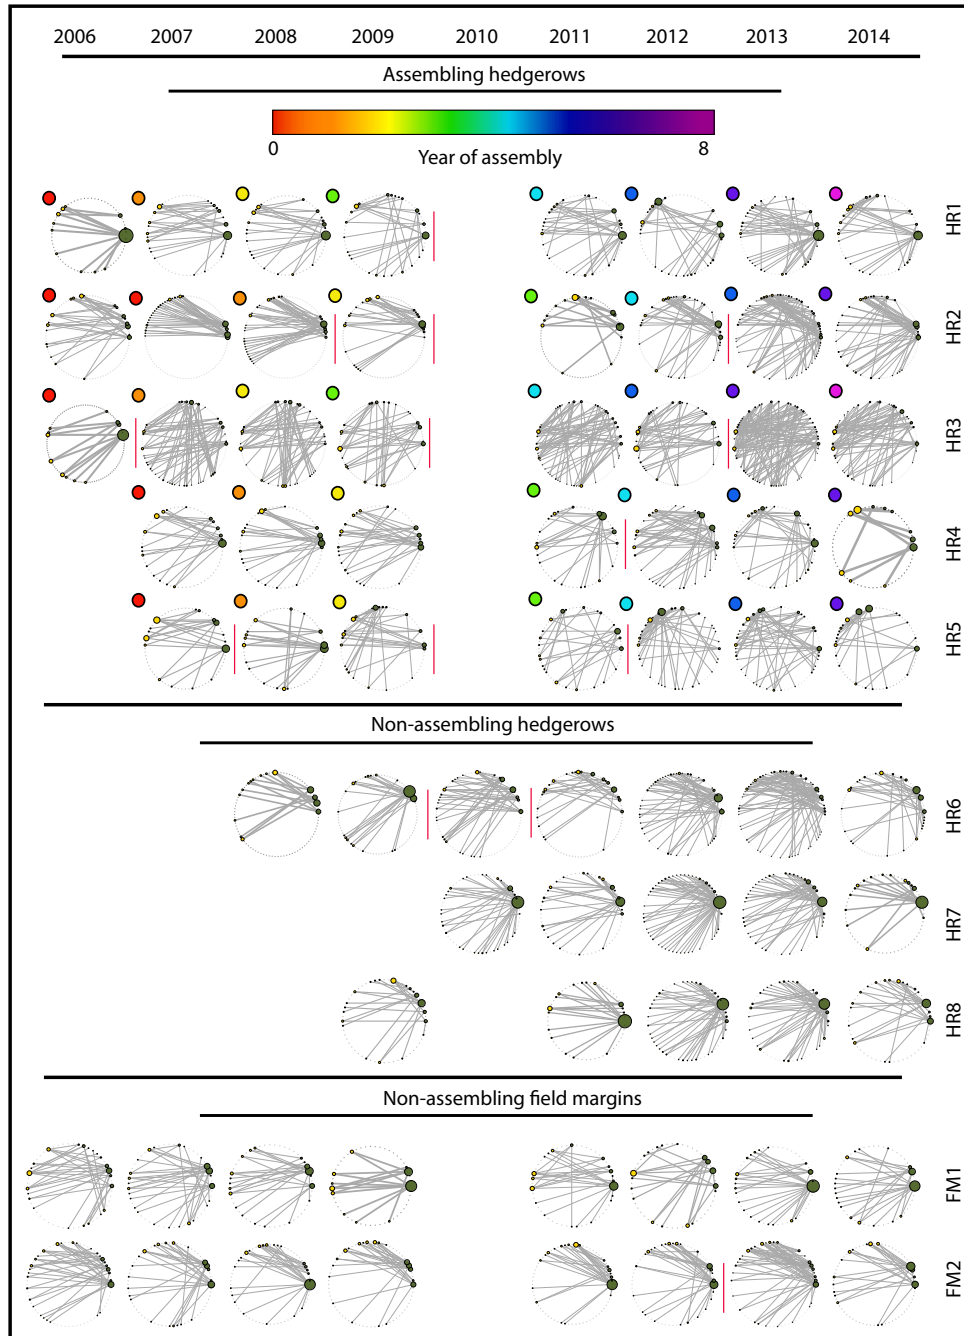 2006 2007 2008 2009 2010 2011 2012 2013 2014
Assembling hedgerows
0 8
Year of assembly
HR1
HR2
HR3
HR4
HR5
Non-assembling hedgerows
HR6
HR7
HR8
Non-assembling field margins
FM1
FM2